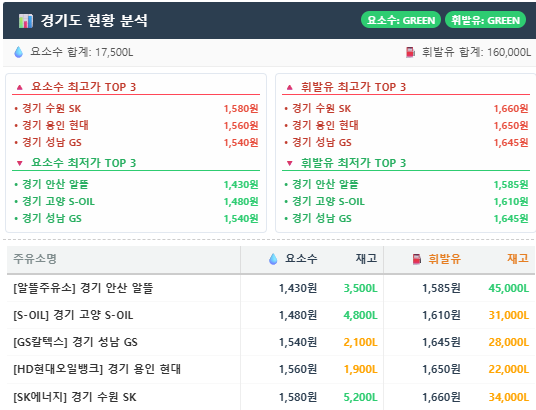 경기도 현황 분석 요소수: GREEN 휘발유: GREEN
요소수 합계: 17,500L 휘발유 합계: 160,000L
▲ 요소수 최고가 TOP 3
• 경기 수원 SK 1,580원
• 경기 용인 현대 1,560원
• 경기 성남 GS 1,540원
▼ 요소수 최저가 TOP 3
• 경기 안산 알뜰 1,430원
• 경기 고양 S-OIL 1,480원
• 경기 성남 GS 1,540원
▲ 휘발유 최고가 TOP 3
• 경기 수원 SK 1,660원
• 경기 용인 현대 1,650원
• 경기 성남 GS 1,645원
▼ 휘발유 최저가 TOP 3
• 경기 안산 알뜰 1,585원
• 경기 고양 S-OIL 1,610원
• 경기 성남 GS 1,645원
주유소명 요소수 재고 휘발유 재고
[알뜰주유소] 경기 안산 알뜰 1,430원 3,500L 1,585원 45,000L
[S-OIL] 경기 고양 S-OIL 1,480원 4,800L 1,610원 31,000L
[GS칼텍스] 경기 성남 GS 1,540원 2,100L 1,645원 28,000L
[HD현대오일뱅크] 경기 용인 현대 1,560원 1,900L 1,650원 22,000L
[SK에너지] 경기 수원 SK 1,580원 5,200L 1,660원 34,000L